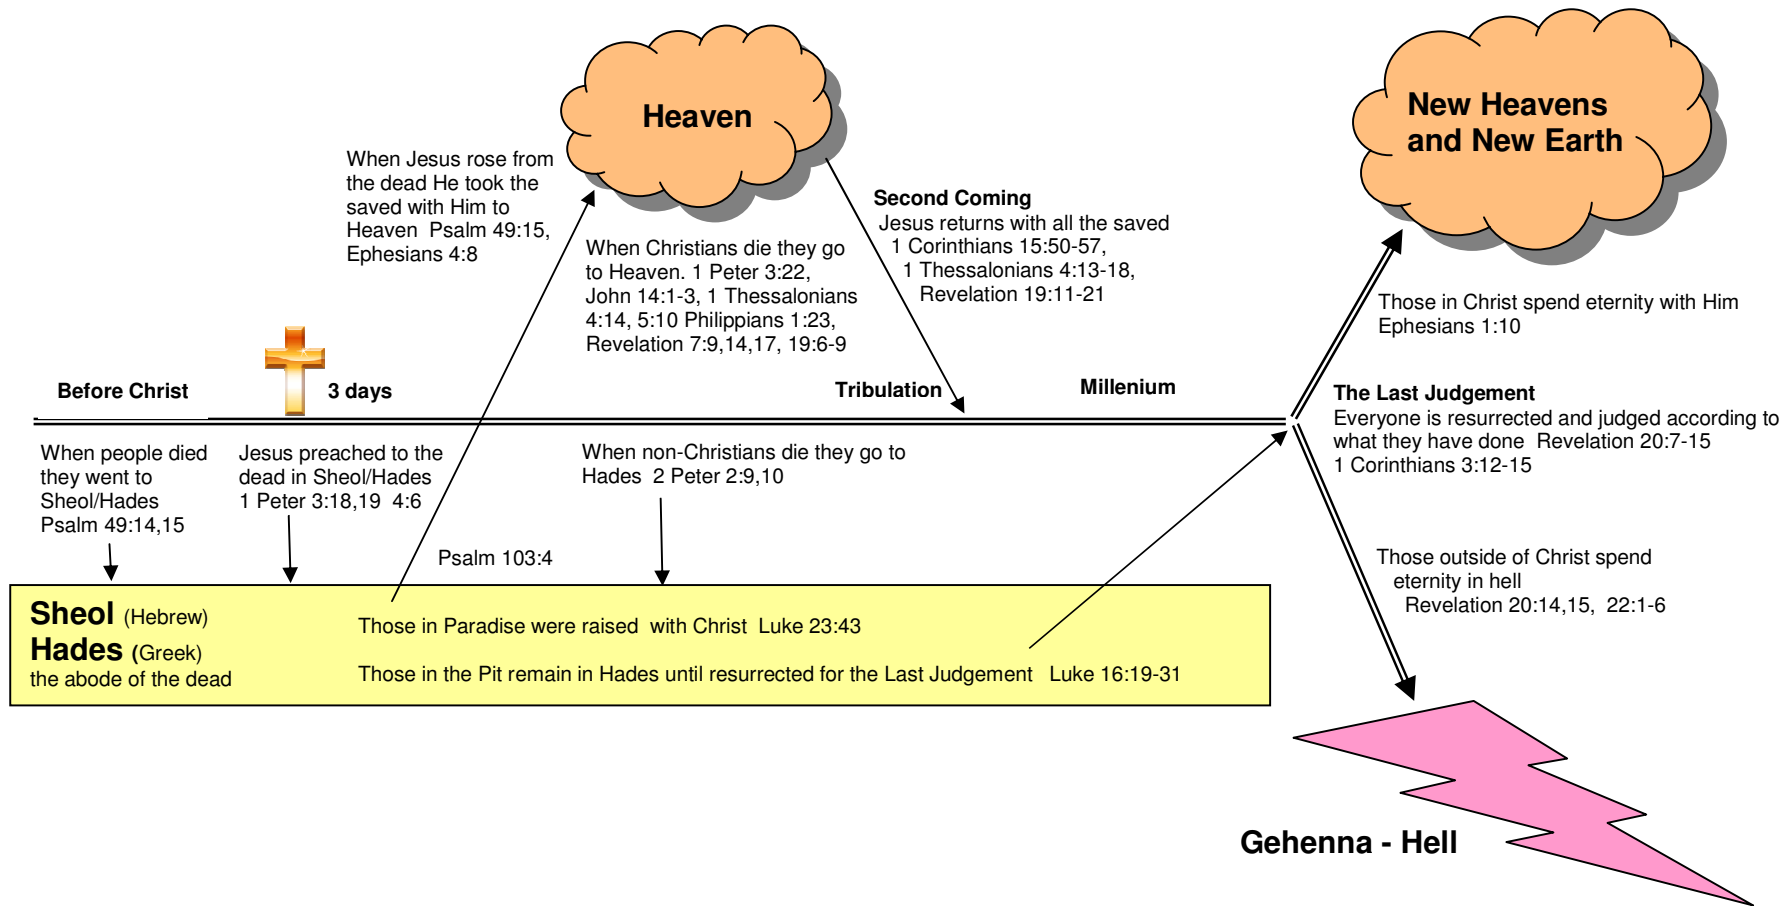 Heaven
New Heavens
and New Earth
When Jesus rose from
the dead He took the
saved with Him to
Heaven  Psalm 49:15,
Ephesians 4:8
When Christians die they go
to Heaven. 1 Peter 3:22,
John 14:1-3, 1 Thessalonians
4:14, 5:10 Philippians 1:23,
Revelation 7:9,14,17, 19:6-9
Second Coming
Jesus returns with all the saved
1 Corinthians 15:50-57,
1 Thessalonians 4:13-18,
Revelation 19:11-21
Those in Christ spend eternity with Him
Ephesians 1:10
Before Christ
3 days
Tribulation
Millenium
The Last Judgement
Everyone is resurrected and judged according to
what they have done  Revelation 20:7-15
1 Corinthians 3:12-15
When people died
they went to
Sheol/Hades
Psalm 49:14,15
Jesus preached to the
dead in Sheol/Hades
1 Peter 3:18,19  4:6
When non-Christians die they go to
Hades  2 Peter 2:9,10
Psalm 103:4
Those outside of Christ spend
eternity in hell
Revelation 20:14,15,  22:1-6
Sheol (Hebrew)
Hades (Greek)
the abode of the dead
Those in Paradise were raised  with Christ  Luke 23:43
Those in the Pit remain in Hades until resurrected for the Last Judgement   Luke 16:19-31
Gehenna - Hell